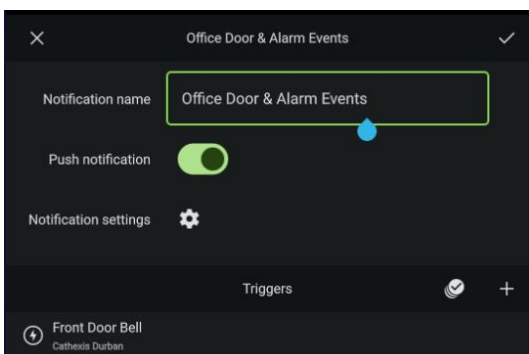 Office Door & Alarm Events
Notification name
Office Door & Alarm Events
Push notification
Notification settings
Triggers
Front Door Bell
Cathexis Durban